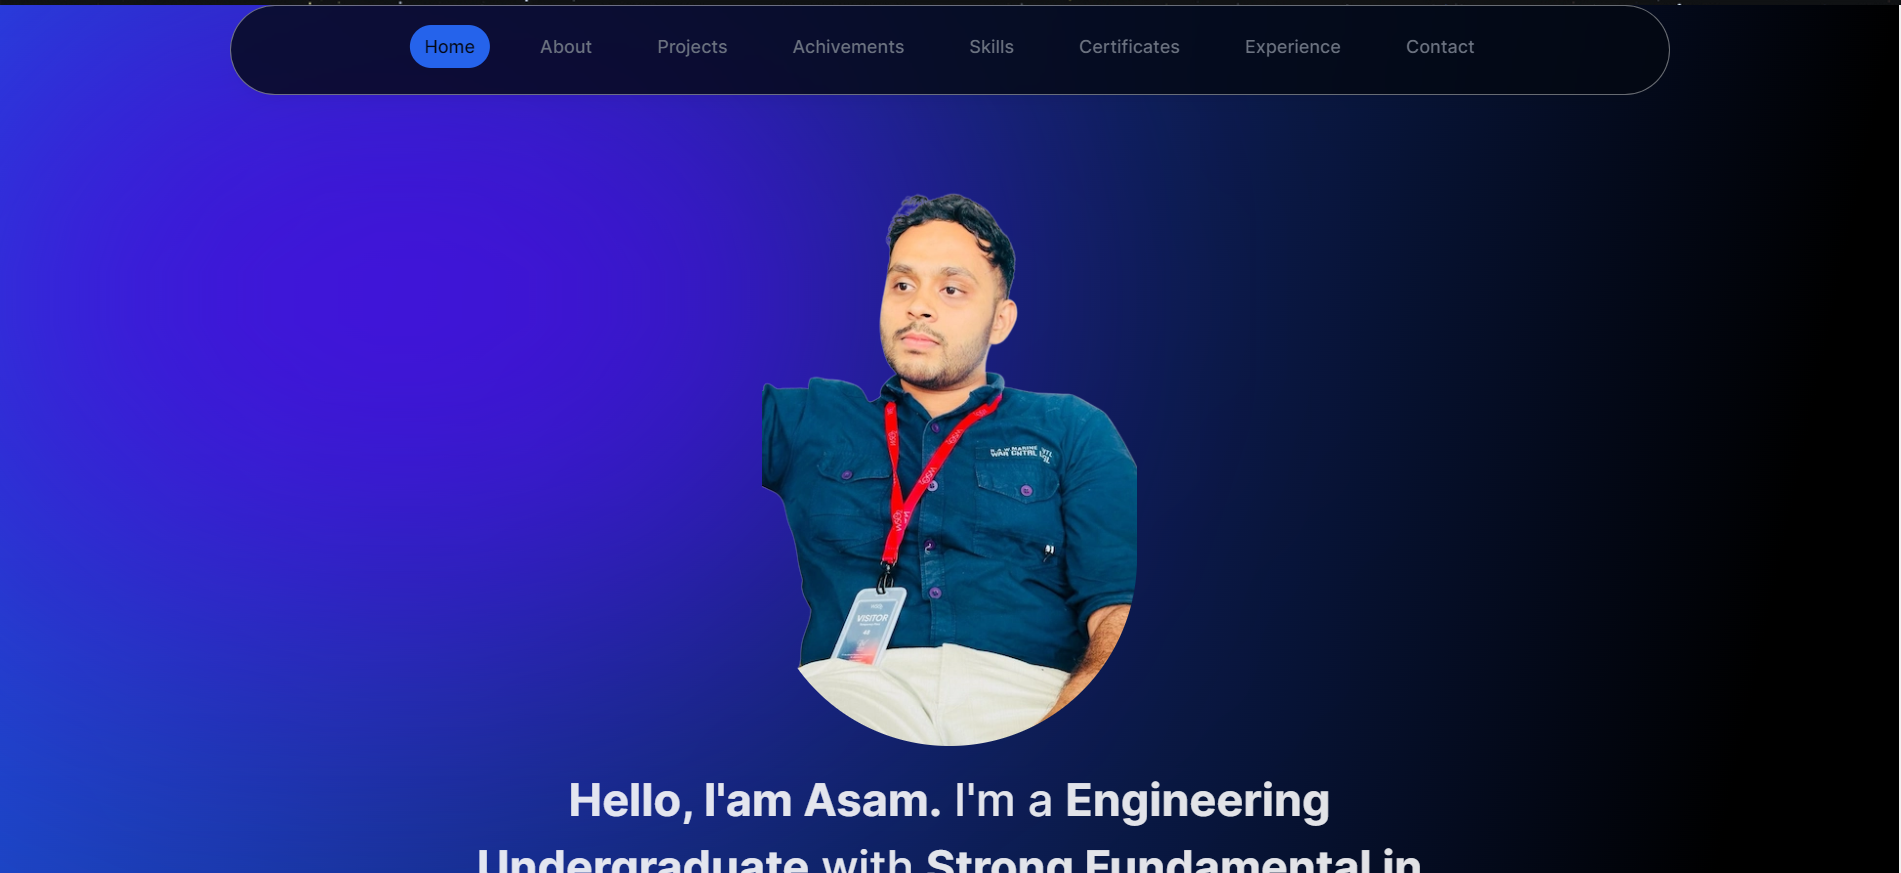 Home About Projects Achivements Skills Certificates Experience Contact
VISITOR
Hello, I'am Asam. I'm a Engineering
Undergraduate with Strong Fundamental in